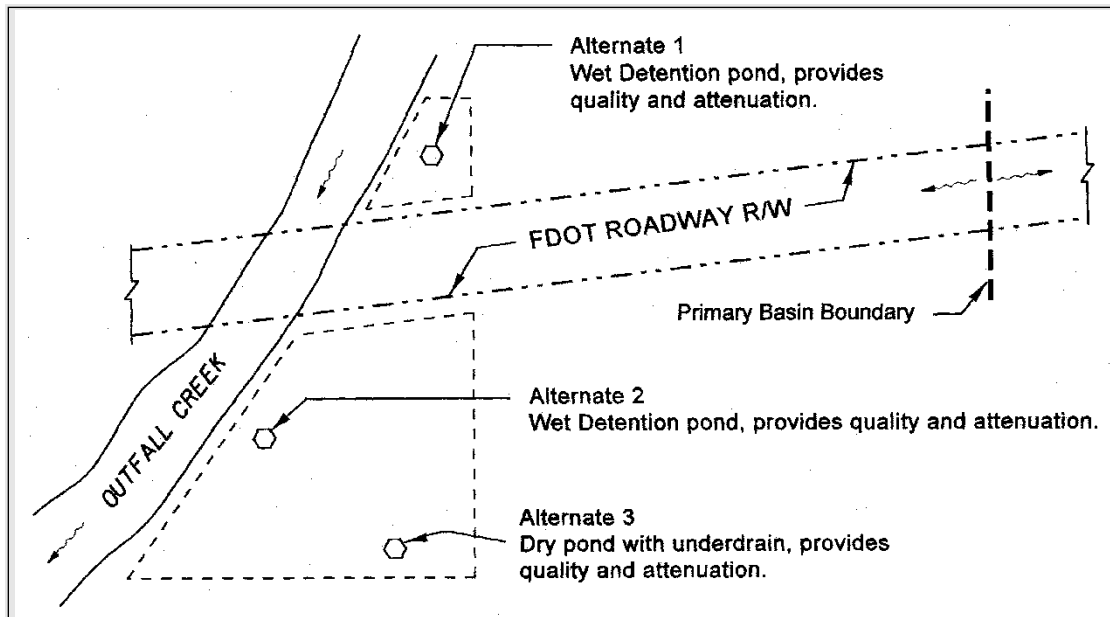 Alternate 1
Wet Detention pond, provides
quality and attenuation.
FDOT ROADWAY R/W
Primary Basin Boundary
OUTFALL CREEK
Alternate 2
Wet Detention pond, provides quality and attenuation.
Alternate 3
Dry pond with underdrain, provides
quality and attenuation.